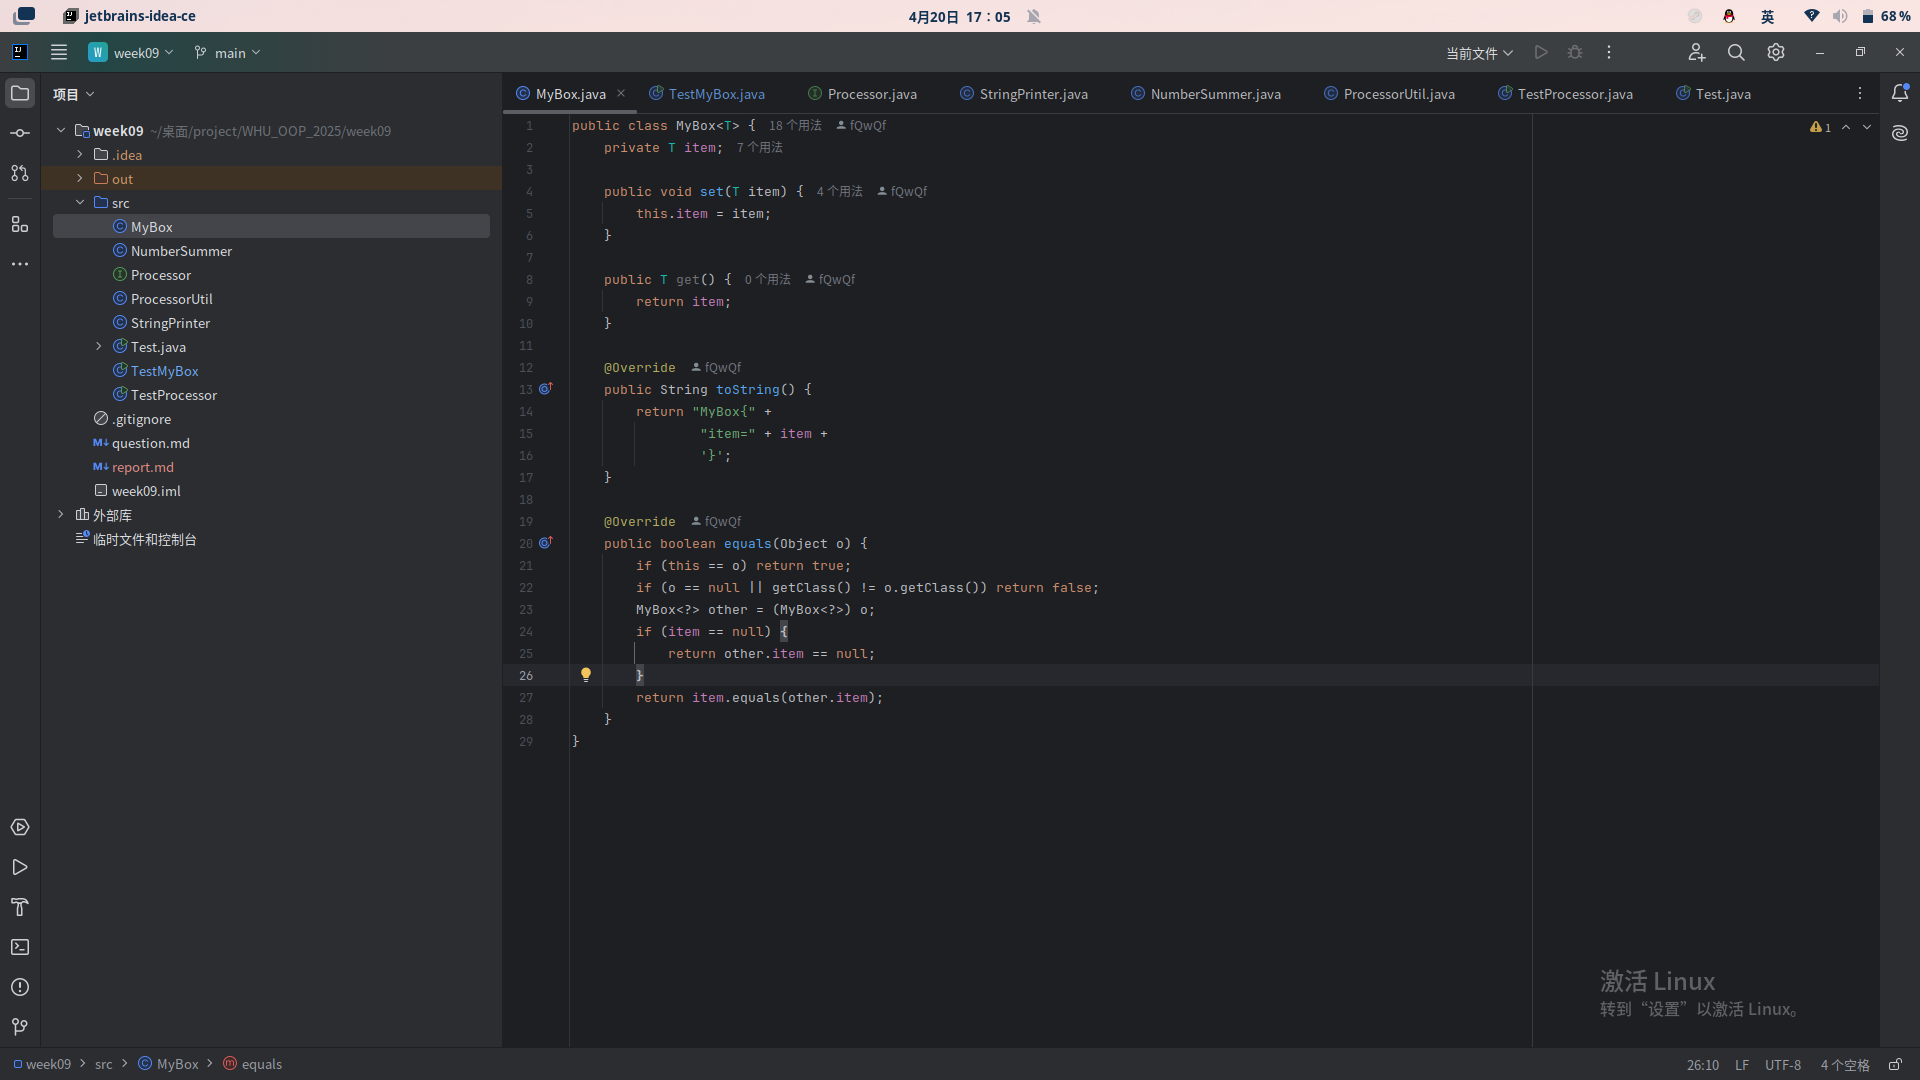 jetbrains-idea-ce
4月20日 17：05
英
68 %
W week09
main
当前文件
项目
week09 ~/桌面/project/WHU_OOP_2025/week09
.idea
out
src
MyBox
NumberSummer
Processor
ProcessorUtil
StringPrinter
Test.java
TestMyBox
TestProcessor
.gitignore
question.md
report.md
week09.iml
外部库
临时文件和控制台
MyBox.java
TestMyBox.java
Processor.java
StringPrinter.java
NumberSummer.java
ProcessorUtil.java
TestProcessor.java
Test.java
1
1 public class MyBox<T> { 18 个用法 fQwQf
2 private T item; 7 个用法
3
4 public void set(T item) { 4 个用法 fQwQf
5 this.item = item;
6 }
7
8 public T get() { 0 个用法 fQwQf
9 return item;
10 }
11
12 @Override fQwQf
13 public String toString() {
14 return "MyBox{" +
15 "item=" + item +
16 '}';
17 }
18
19 @Override fQwQf
20 public boolean equals(Object o) {
21 if (this == o) return true;
22 if (o == null || getClass() != o.getClass()) return false;
23 MyBox<?> other = (MyBox<?>) o;
24 if (item == null) {
25 return other.item == null;
26 }
27 return item.equals(other.item);
28 }
29 }
激活 Linux
转到“设置”以激活 Linux。
week09 src MyBox equals
26:10 LF UTF-8 4 个空格